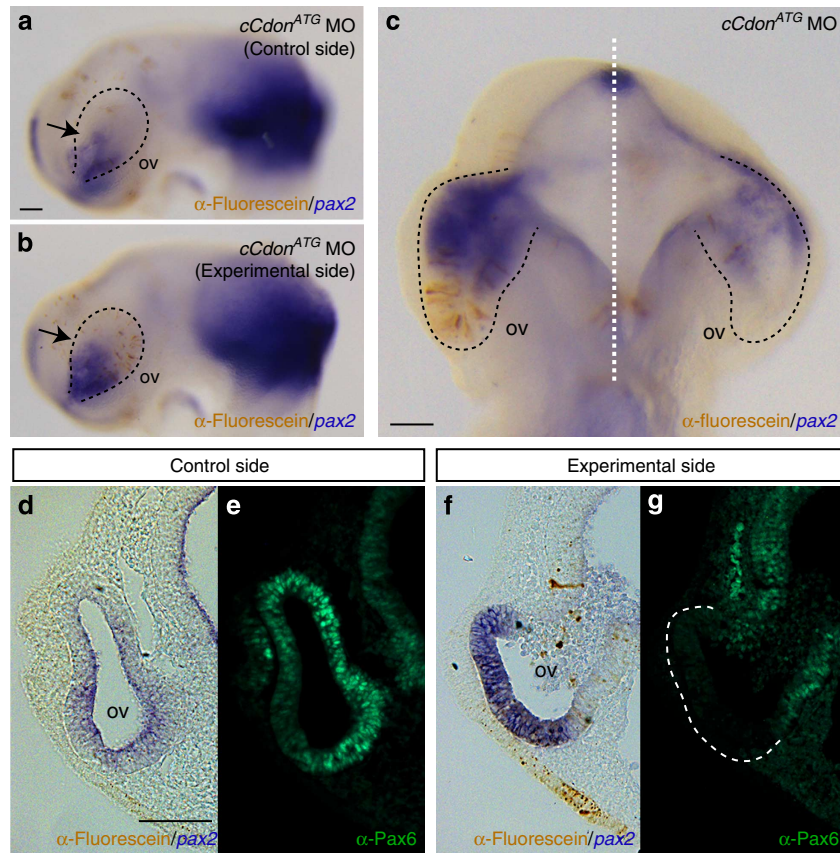 a
cCdon^ATG MO
(Control side)
ov
α-Fluorescein/pax2
b
cCdon^ATG MO
(Experimental side)
ov
α-Fluorescein/pax2
c
cCdon^ATG MO
ov
ov
α-fluorescein/pax2
Control side
Experimental side
d
ov
α-Fluorescein/pax2
e
α-Pax6
f
ov
α-Fluorescein/pax2
g
α-Pax6